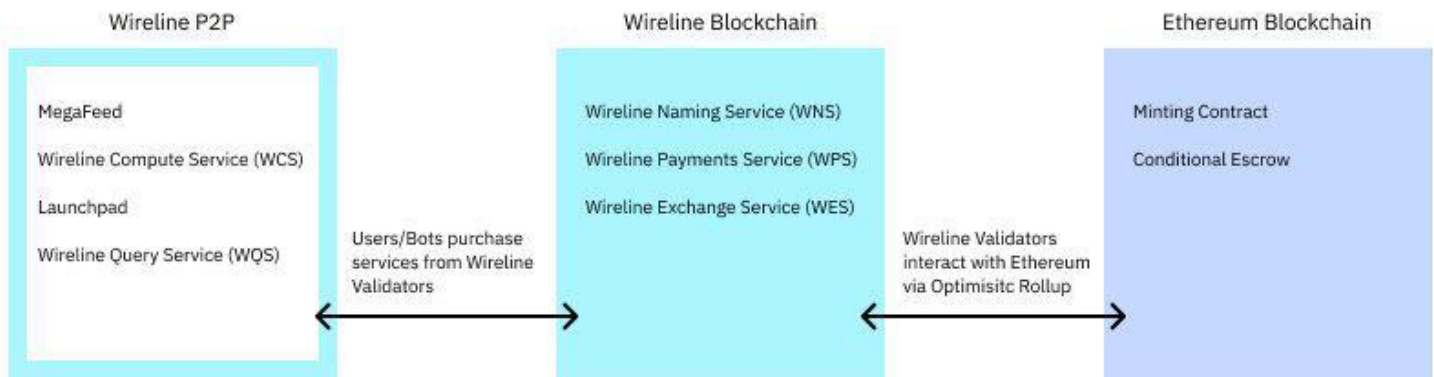 Wireline P2P
MegaFeed
Wireline Compute Service (WCS)
Launchpad
Wireline Query Service (WQS)
Users/Bots purchase
services from Wireline
Validators
Wireline Blockchain
Wireline Naming Service (WNS)
Wireline Payments Service (WPS)
Wireline Exchange Service (WES)
Wireline Validators
interact with Ethereum
via Optimisitc Rollup
Ethereum Blockchain
Minting Contract
Conditional Escrow